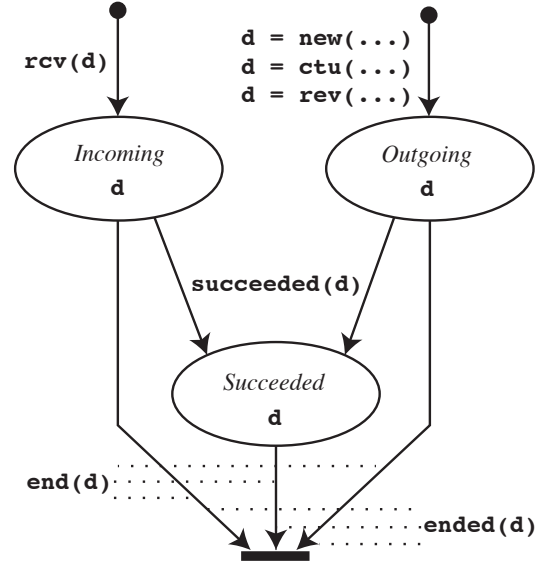 rcv(d)
d = new(...)
d = ctu(...)
d = rev(...)
Incoming
d
Outgoing
d
succeeded(d)
Succeeded
d
end(d)
ended(d)